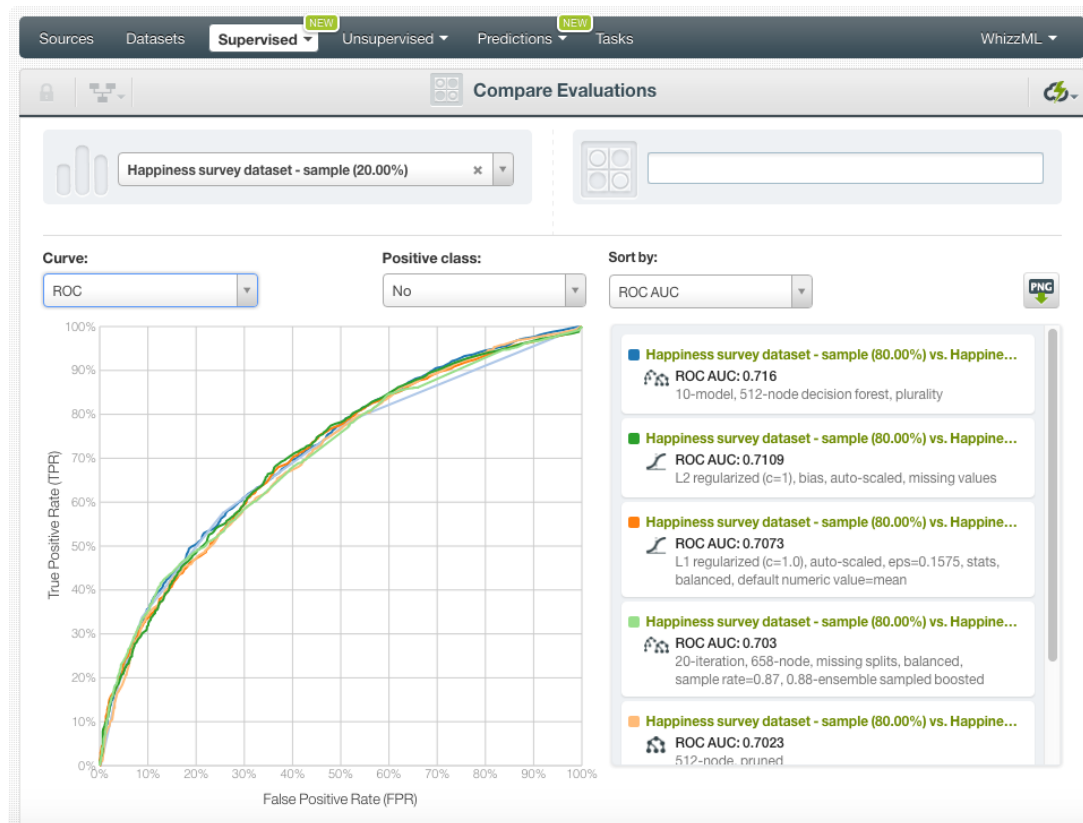 NEW NEW
Sources Datasets Supervised Unsupervised Predictions Tasks WhizzML
Compare Evaluations
Happiness survey dataset - sample (20.00%) ×
Curve: Positive class: Sort by:
ROC No ROC AUC PNG
100%
90%
80%
70%
60%
50%
40%
30%
20%
10%
0%
True Positive Rate (TPR)
0% 10% 20% 30% 40% 50% 60% 70% 80% 90% 100%
False Positive Rate (FPR)
Happiness survey dataset - sample (80.00%) vs. Happine...
ROC AUC: 0.716
10-model, 512-node decision forest, plurality
Happiness survey dataset - sample (80.00%) vs. Happine...
ROC AUC: 0.7109
L2 regularized (c=1), bias, auto-scaled, missing values
Happiness survey dataset - sample (80.00%) vs. Happine...
ROC AUC: 0.7073
L1 regularized (c=1.0), auto-scaled, eps=0.1575, stats,
balanced, default numeric value=mean
Happiness survey dataset - sample (80.00%) vs. Happine...
ROC AUC: 0.703
20-iteration, 658-node, missing splits, balanced,
sample rate=0.87, 0.88-ensemble sampled boosted
Happiness survey dataset - sample (80.00%) vs. Happine...
ROC AUC: 0.7023
512-node, pruned